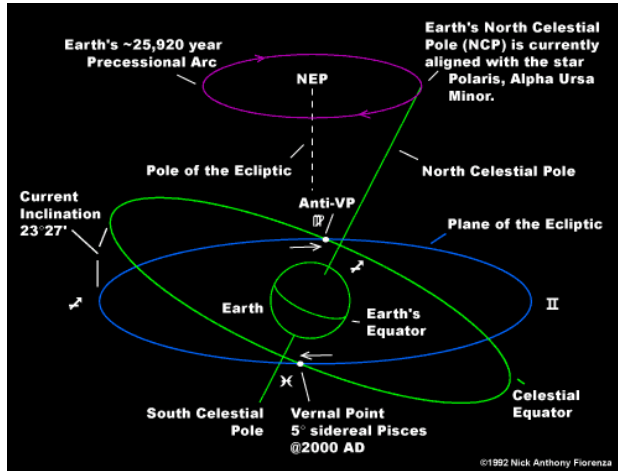 Earth's ~25,920 year
Precessional Arc
Earth's North Celestial
Pole (NCP) is currently
aligned with the star
Polaris, Alpha Ursa
Minor.
NEP
Pole of the Ecliptic
North Celestial Pole
Current
Inclination
23°27'
Anti-VP
♍
Plane of the Ecliptic
♐
♐
♊
Earth
Earth's
Equator
♓
South Celestial
Pole
Vernal Point
5° sidereal Pisces
@2000 AD
Celestial
Equator
©1992 Nick Anthony Fiorenza